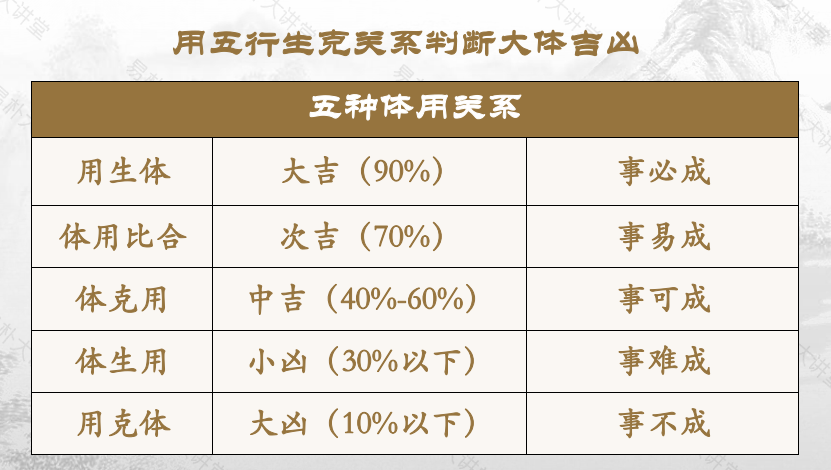 用五行生克关系判断大体吉凶
五种体用关系
用生体 大吉（90%） 事必成
体用比合 次吉（70%） 事易成
体克用 中吉（40%-60%） 事可成
体生用 小凶（30%以下） 事难成
用克体 大凶（10%以下） 事不成